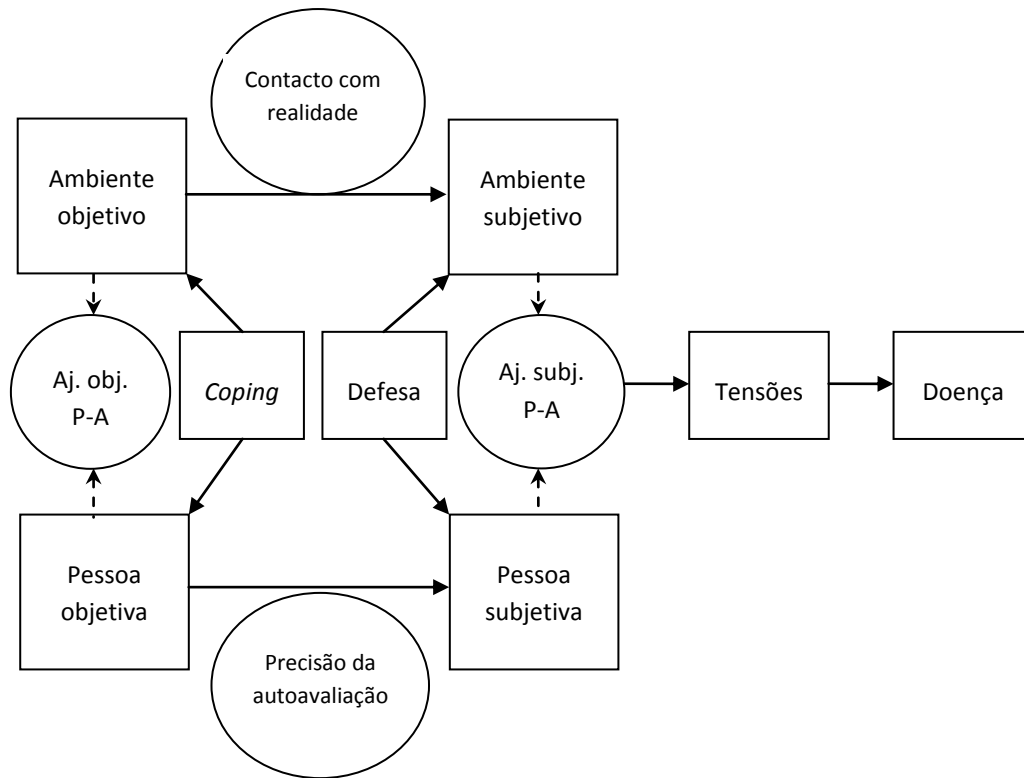 Contacto com
realidade
Ambiente
objetivo
Ambiente
subjetivo
Aj. obj.
P-A
Coping
Defesa
Aj. subj.
P-A
Tensões
Doença
Pessoa
objetiva
Pessoa
subjetiva
Precisão da
autoavaliação